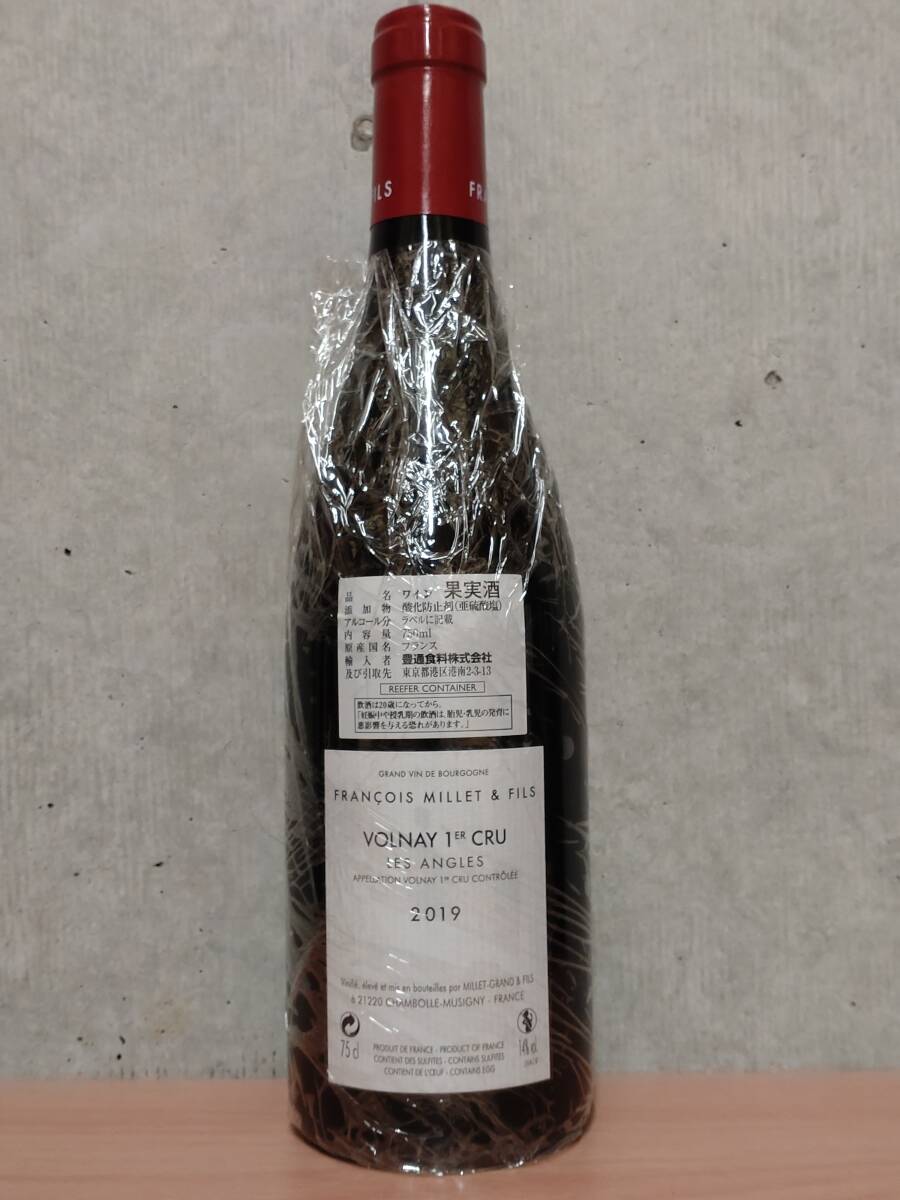 ILS FR
品名 ワイン 果実酒
添加物 酸化防止剤(亜硫酸塩)
アルコール分 ラベルに記載
内容量 750ml
原産国名 フランス
輸入者 豊通食料株式会社
及び引取先 東京都港区港南2-3-13
REEFER CONTAINER
飲酒は20歳になってから。
「妊娠中や授乳期の飲酒は、胎児・乳児の発育に
悪影響を与える恐れがあります。」
GRAND VIN DE BOURGOGNE
FRANÇOIS MILLET & FILS
VOLNAY 1ER CRU
LES ANGLES
APPELLATION VOLNAY 1ER CRU CONTRÔLÉE
2019
Vinifié, élevé et mis en bouteilles par MILLET-GRAND & FILS
à 21220 CHAMBOLLE-MUSIGNY - FRANCE
75 cl
PRODUIT DE FRANCE - PRODUCT OF FRANCE
CONTIENT DES SULFITES - CONTAINS SULFITES
CONTIENT DE L'ŒUF - CONTAINS EGG